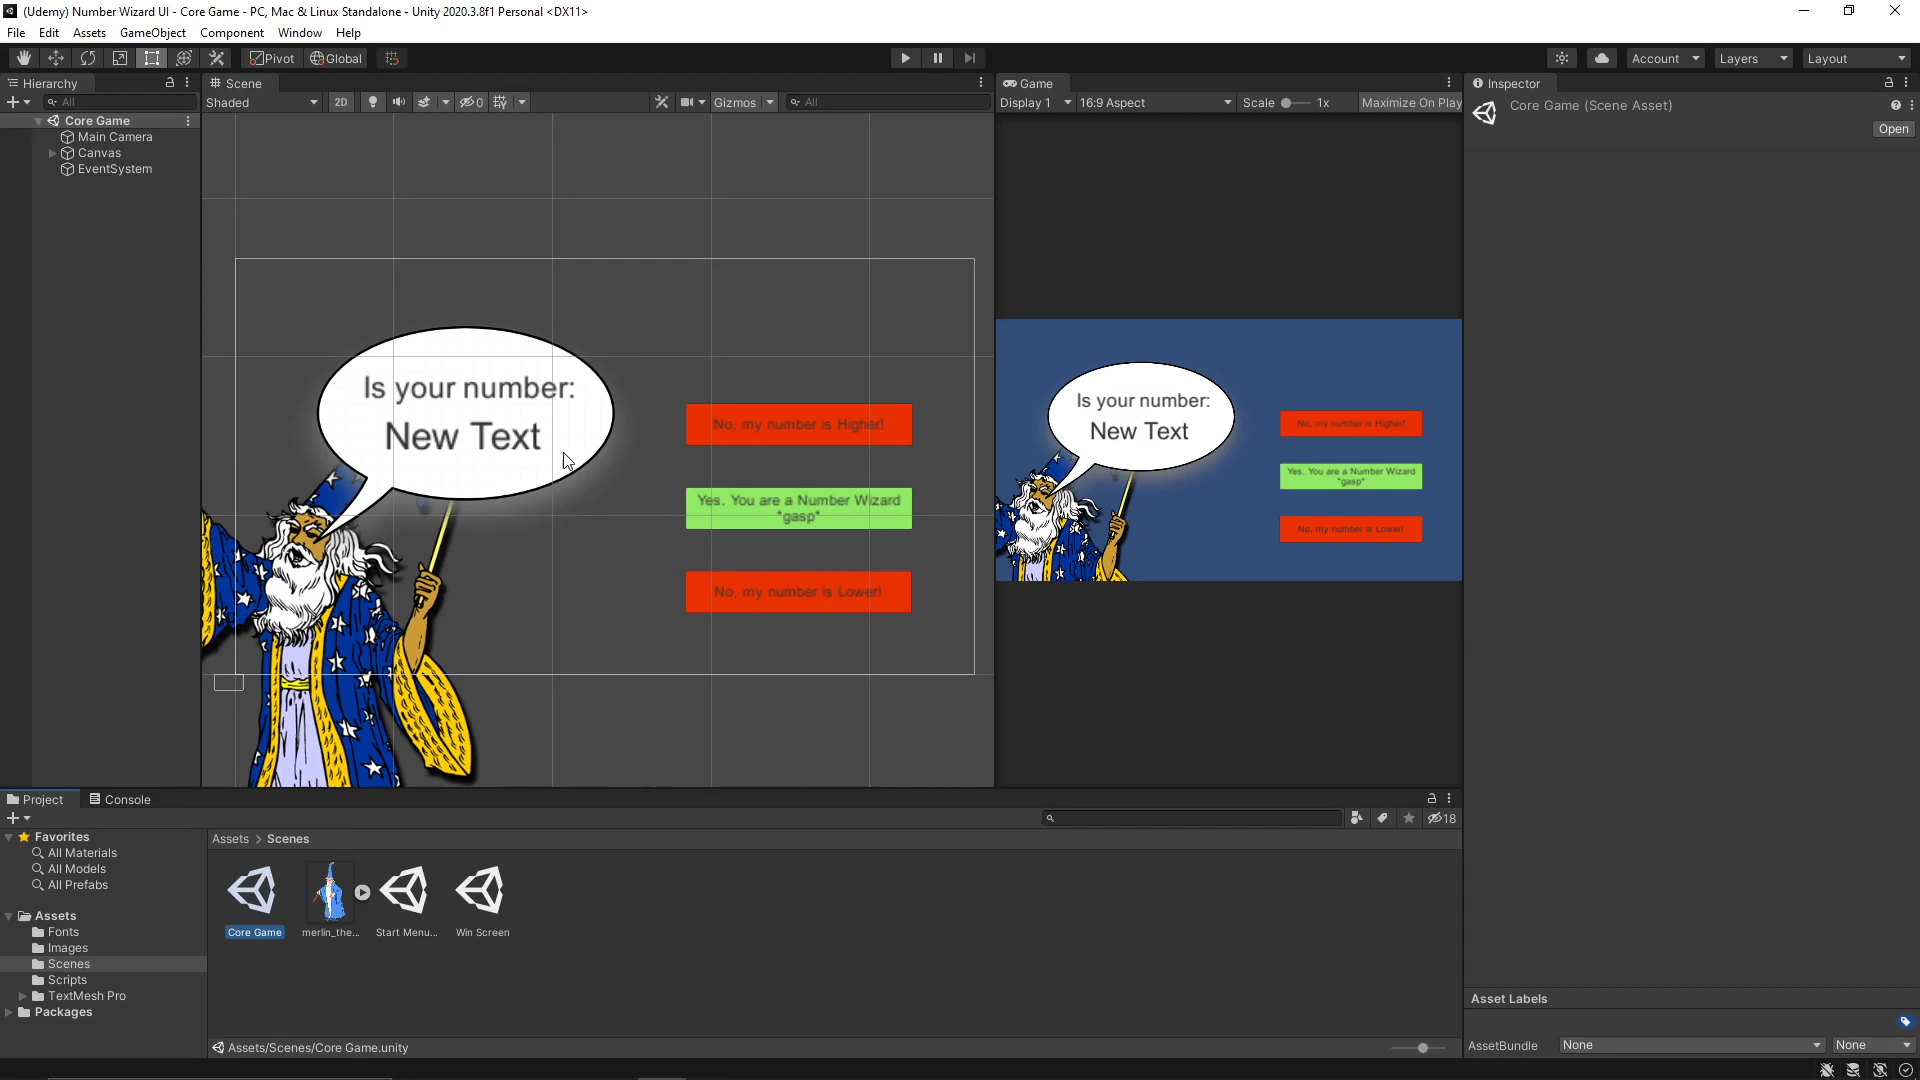 (Udemy) Number Wizard UI - Core Game - PC, Mac & Linux Standalone - Unity 2020.3.8f1 Personal <DX11>
File Edit Assets GameObject Component Window Help
Pivot Global Account Layers Layout
Hierarchy
All
Core Game
Main Camera
Canvas
EventSystem
Scene
Shaded 2D 0 Gizmos All
Is your number:
New Text
No, my number is Higher!
Yes. You are a Number Wizard
*gasp*
No, my number is Lower!
Game
Display 1 16:9 Aspect Scale 1x Maximize On Play
Is your number:
New Text
No, my number is Higher!
Yes. You are a Number Wizard
*gasp*
No, my number is Lower!
Inspector
Core Game (Scene Asset)
Open
Project Console
18
Favorites
All Materials
All Models
All Prefabs
Assets
Fonts
Images
Scenes
Scripts
TextMesh Pro
Packages
Assets > Scenes
Core Game merlin_the... Start Menu... Win Screen
Assets/Scenes/Core Game.unity
Asset Labels
AssetBundle None None